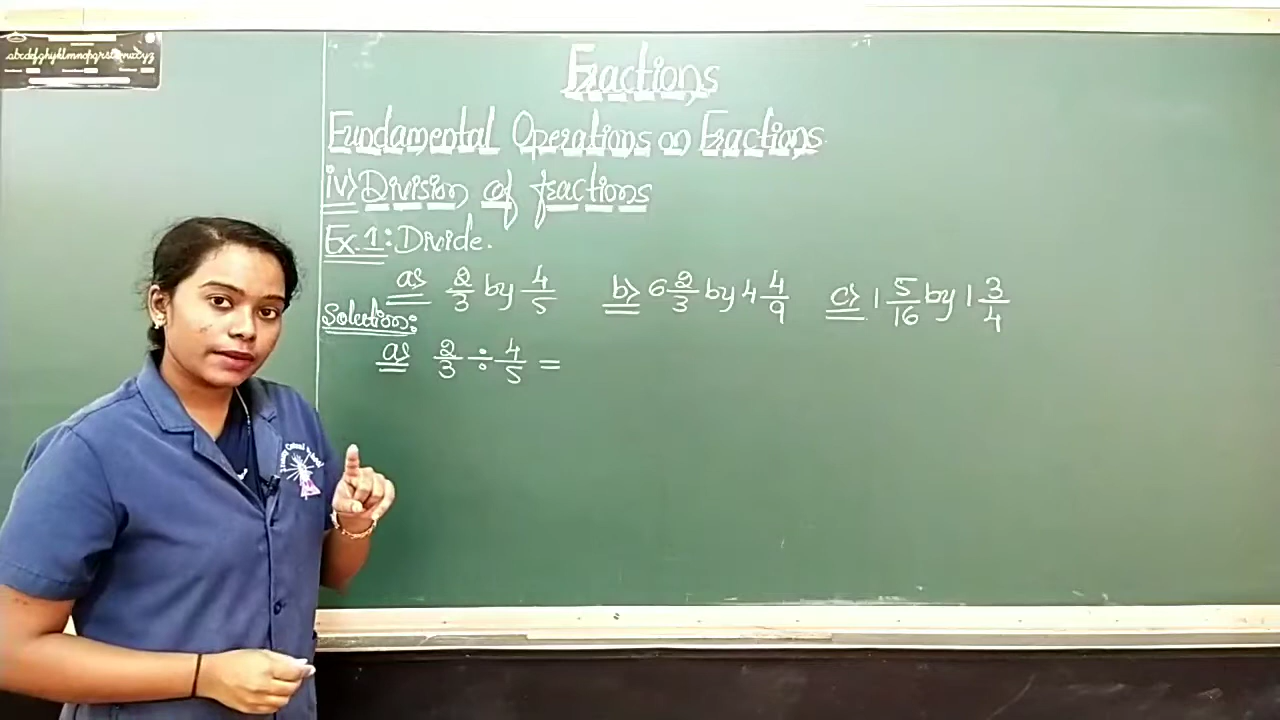 abcdefghijklmnopqrstuvwxyz
Fractions
Fundamental Operations on Fractions
iv) Division of fractions
Ex. 1: Divide.
a) 2/3 by 4/5 b) 6 2/3 by 4 4/9 c) 1 5/16 by 1 3/4
Solution:
a) 2/3 ÷ 4/5 =